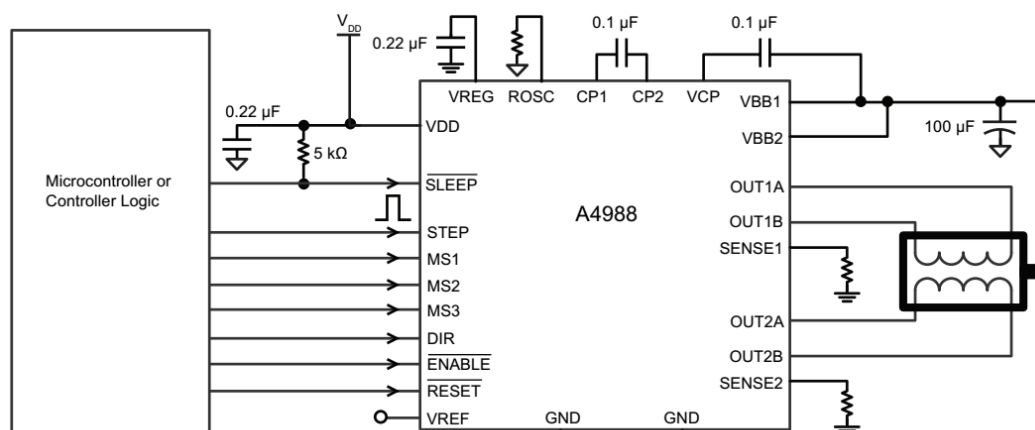 V_DD
0.22 µF
0.1 µF
0.1 µF
0.22 µF
5 kΩ
100 µF
Microcontroller or
Controller Logic
A4988
VREG
ROSC
CP1
CP2
VCP
VDD
SLEEP
STEP
MS1
MS2
MS3
DIR
ENABLE
RESET
VREF
GND
GND
VBB1
VBB2
OUT1A
OUT1B
SENSE1
OUT2A
OUT2B
SENSE2